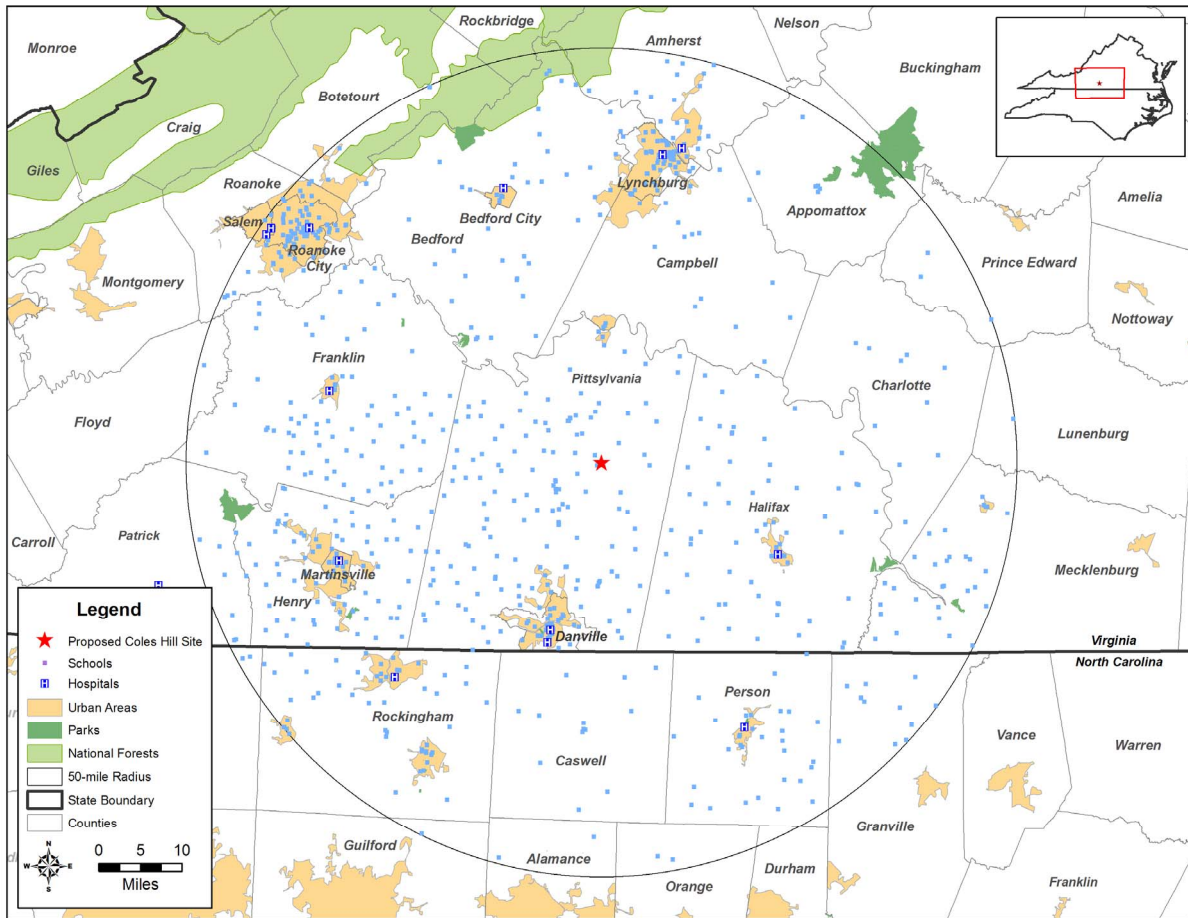 Rockbridge
Nelson
Monroe
Amherst
Buckingham
Botetourt
Craig
Giles
Roanoke
Lynchburg
Amelia
Salem
Bedford City
Appomattox
Bedford
Roanoke
City
Campbell
Prince Edward
Montgomery
Nottoway
Franklin
Pittsylvania
Charlotte
Floyd
Lunenburg
Halifax
Patrick
Carroll
Martinsville
Mecklenburg
Henry
Danville
Virginia
North Carolina
Person
Rockingham
Vance
Warren
Caswell
Granville
Guilford
Alamance
Durham
Orange
Franklin
H
H
H
H
H
H
H
H
H
H
H
H
H
H
Legend
Proposed Coles Hill Site
Schools
H Hospitals
Urban Areas
Parks
National Forests
50-mile Radius
State Boundary
Counties
N
W E
S
0 5 10
Miles